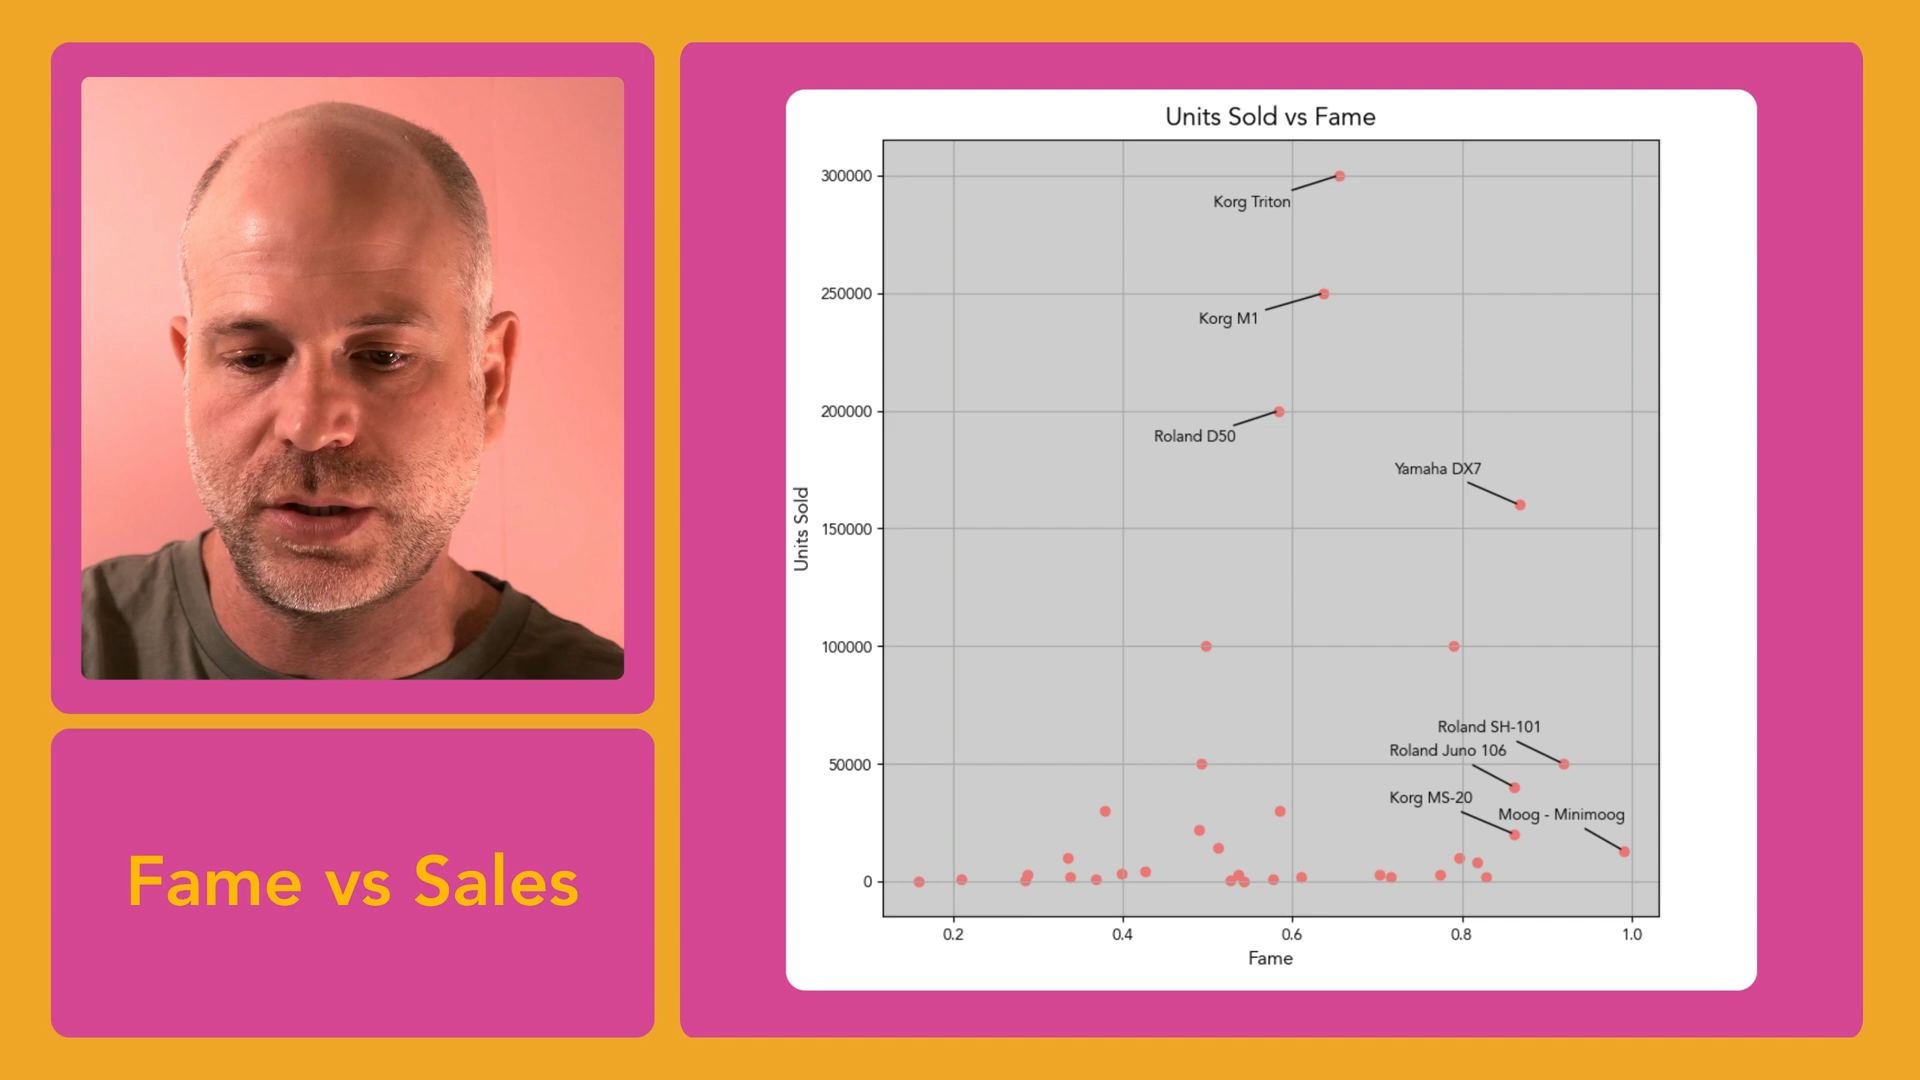 Fame vs Sales
Units Sold vs Fame
300000
Korg Triton
250000
Korg M1
200000
Roland D50
Yamaha DX7
Units Sold
150000
100000
Roland SH-101
Roland Juno 106
50000
Korg MS-20
Moog - Minimoog
0
0.2 0.4 0.6 0.8 1.0
Fame